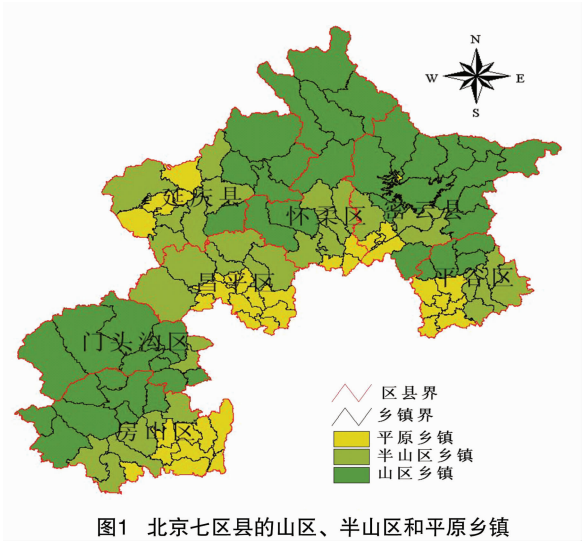 N
W E
S
延庆县
怀柔区
密云县
昌平区
平谷区
门头沟区
房山区
区县界
乡镇界
平原乡镇
半山区乡镇
山区乡镇
图1 北京七区县的山区、半山区和平原乡镇